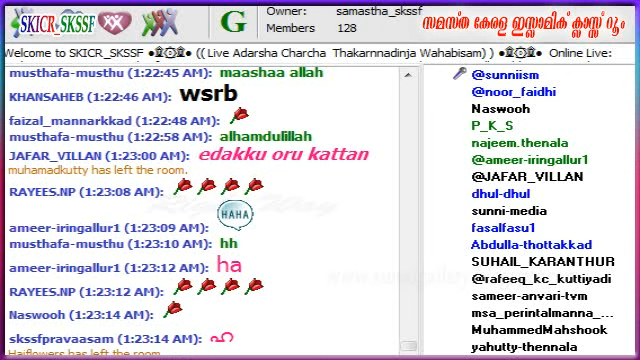 SKICR_SKSSF
G
Owner: samastha_skssf
Members 128
സമസ്ത കേരള ഇസ്ലാമിക് ക്ലാസ്സ് റൂം
Welcome to SKICR_SKSSF ●๑۩۞۩๑● (( Live Adarsha Charcha Thakarnnadinja Wahabisam)) ●๑۩۞۩๑● Online Live:
musthafa-musthu (1:22:45 AM): maashaa allah
KHANSAHEB (1:22:46 AM): wsrb
faizal_mannarkkad (1:22:48 AM):
musthafa-musthu (1:22:58 AM): alhamdulillah
JAFAR_VILLAN (1:23:00 AM): edakku oru kattan
muhamadkutty has left the room.
RAYEES.NP (1:23:08 AM):
HAHA
ameer-iringallur1 (1:23:09 AM):
musthafa-musthu (1:23:10 AM): hh
ameer-iringallur1 (1:23:12 AM): ha
RAYEES.NP (1:23:12 AM):
Naswooh (1:23:14 AM):
skssfpravaasam (1:23:14 AM):
Haiflowers has left the room.
@sunniism
@noor_faidhi
Naswooh
P_K_S
najeem.thenala
@ameer-iringallur1
@JAFAR_VILLAN
dhul-dhul
sunni-media
fasalfasu1
Abdulla-thottakkad
SUHAIL_KARANTHUR
@rafeeq_kc_kuttiyadi
sameer-anvari-tvm
msa_perintalmanna_...
MuhammedMahshook
yahutty-thenala